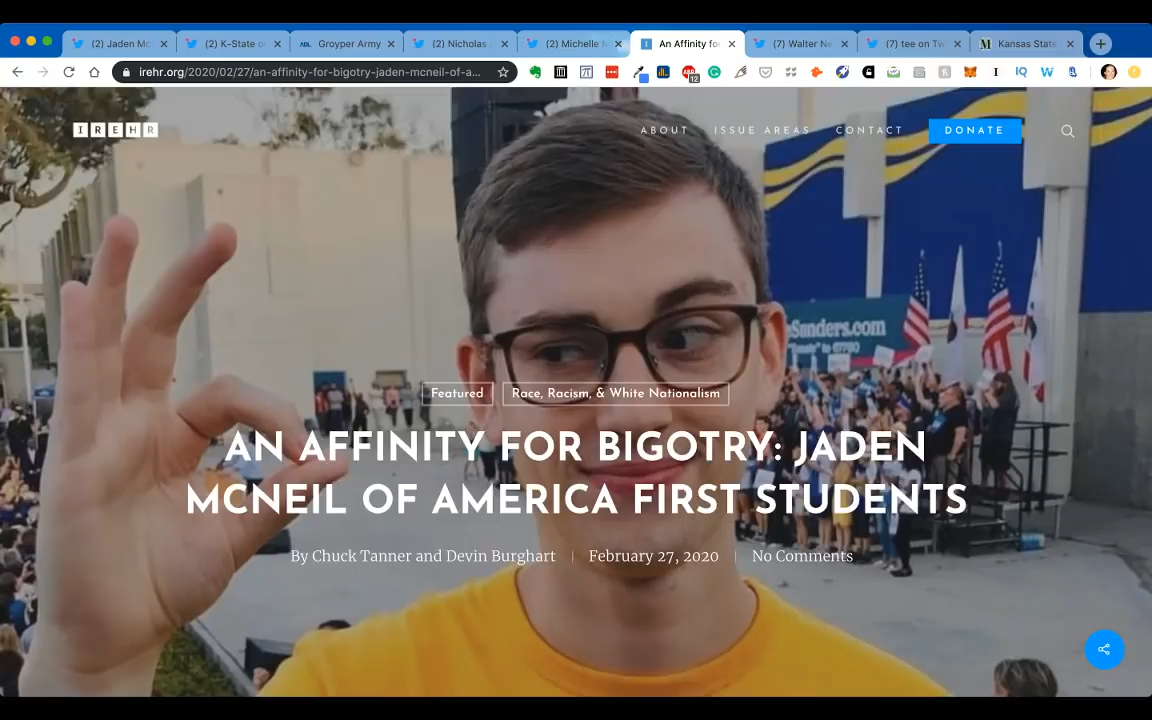 (2) Jaden Mc
(2) K-State o
ADL Groyper Army
(2) Nicholas
(2) Michelle
An Affinity fo
(7) Walter Ne
(7) tee on Tw
M Kansas State
irehr.org/2020/02/27/an-affinity-for-bigotry-jaden-mcneil-of-a...
12
IREHR
ABOUT
ISSUE AREAS
CONTACT
DONATE
Featured
Race, Racism, & White Nationalism
AN AFFINITY FOR BIGOTRY: JADEN
MCNEIL OF AMERICA FIRST STUDENTS
By Chuck Tanner and Devin Burghart
February 27, 2020
No Comments